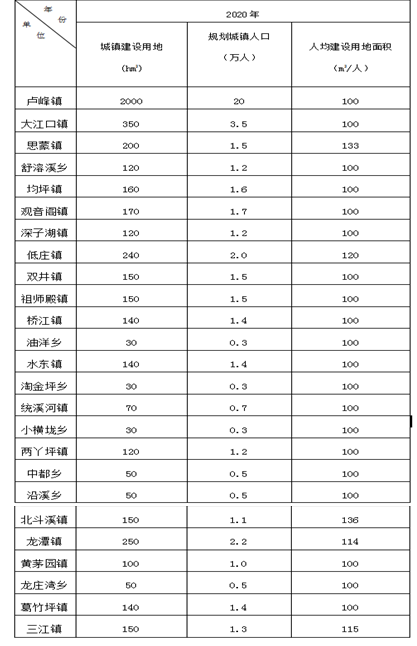 年 份
单 位
2020 年
城镇建设用地 (hm²)
规划城镇人口 (万人)
人均建设用地面积 (m²/人)
卢峰镇 2000 20 100
大江口镇 350 3.5 100
思蒙镇 200 1.5 133
舒溶溪乡 120 1.2 100
均坪镇 160 1.6 100
观音阁镇 170 1.7 100
深子湖镇 120 1.2 100
低庄镇 240 2.0 120
双井镇 150 1.5 100
祖师殿镇 150 1.5 100
桥江镇 140 1.4 100
油洋乡 30 0.3 100
水东镇 140 1.4 100
淘金坪乡 30 0.3 100
统溪河镇 70 0.7 100
小横垅乡 30 0.3 100
两丫坪镇 120 1.2 100
中都乡 50 0.5 100
沿溪乡 50 0.5 100
北斗溪镇 150 1.1 136
龙潭镇 250 2.2 114
黄茅园镇 100 1.0 100
龙庄湾乡 50 0.5 100
葛竹坪镇 140 1.4 100
三江镇 150 1.3 115